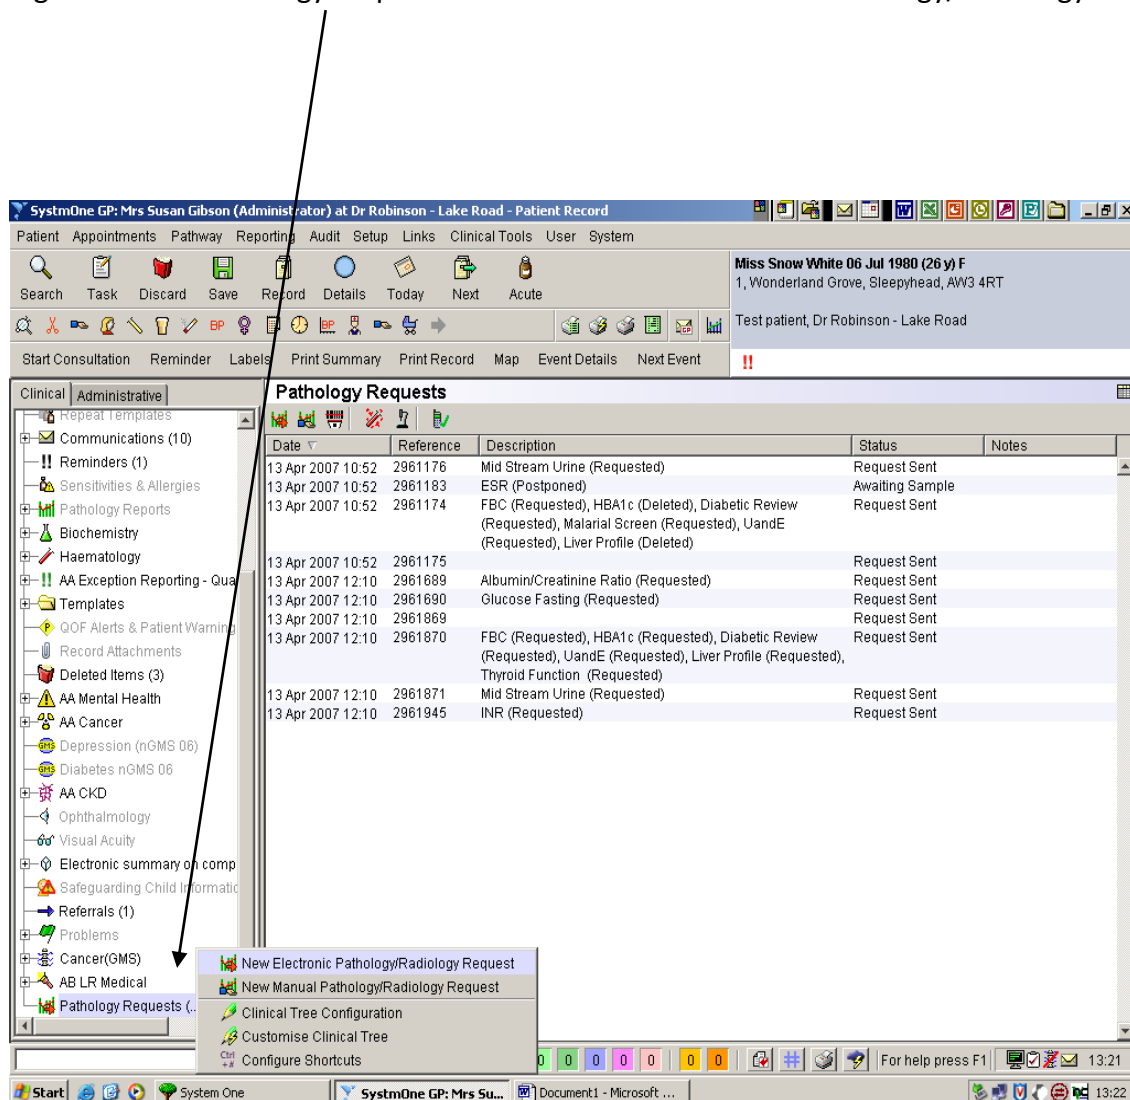 SystmOne GP: Mrs Susan Gibson (Administrator) at Dr Robinson - Lake Road - Patient Record
Patient Appointments Pathway Reporting Audit Setup Links Clinical Tools User System
Search Task Discard Save Record Details Today Next Acute
Miss Snow White 06 Jul 1980 (26 y) F
1, Wonderland Grove, Sleepyhead, AW3 4RT
Test patient, Dr Robinson - Lake Road
Start Consultation Reminder Labels Print Summary Print Record Map Event Details Next Event
!!
Clinical Administrative
Repeat Templates
Communications (10)
Reminders (1)
Sensitivities & Allergies
Pathology Reports
Biochemistry
Haematology
AA Exception Reporting - Qua
Templates
QOF Alerts & Patient Warning
Record Attachments
Deleted Items (3)
AA Mental Health
AA Cancer
Depression (nGMS 06)
Diabetes nGMS 06
AA CKD
Ophthalmology
Visual Acuity
Electronic summary on comp
Safeguarding Child Informatic
Referrals (1)
Problems
Cancer(GMS)
AB LR Medical
Pathology Requests (..
Pathology Requests
Date Reference Description Status Notes
13 Apr 2007 10:52 2961176 Mid Stream Urine (Requested) Request Sent
13 Apr 2007 10:52 2961183 ESR (Postponed) Awaiting Sample
13 Apr 2007 10:52 2961174 FBC (Requested), HBA1c (Deleted), Diabetic Review Request Sent
(Requested), Malarial Screen (Requested), UandE
(Requested), Liver Profile (Deleted)
13 Apr 2007 10:52 2961175 Request Sent
13 Apr 2007 12:10 2961689 Albumin/Creatinine Ratio (Requested) Request Sent
13 Apr 2007 12:10 2961690 Glucose Fasting (Requested) Request Sent
13 Apr 2007 12:10 2961869 Request Sent
13 Apr 2007 12:10 2961870 FBC (Requested), HBA1c (Requested), Diabetic Review Request Sent
(Requested), UandE (Requested), Liver Profile (Requested),
Thyroid Function (Requested)
13 Apr 2007 12:10 2961871 Mid Stream Urine (Requested) Request Sent
13 Apr 2007 12:10 2961945 INR (Requested) Request Sent
New Electronic Pathology/Radiology Request
New Manual Pathology/Radiology Request
Clinical Tree Configuration
Customise Clinical Tree
Configure Shortcuts
0 0 0 0 0 0 0 For help press F1 13:21
Start System One SystmOne GP: Mrs Su... Document1 - Microsoft ... 13:22